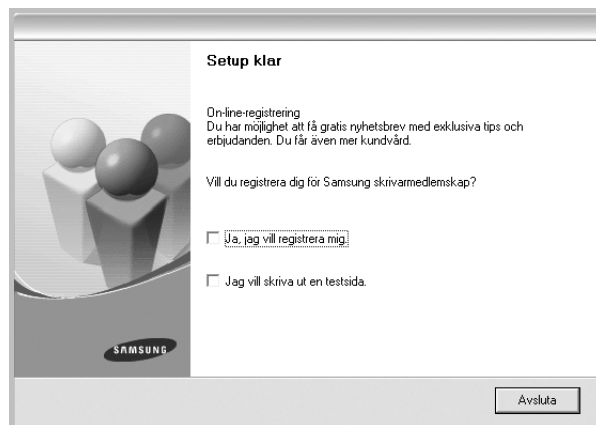 Setup klar
On-line-registrering
Du har möjlighet att få gratis nyhetsbrev med exklusiva tips och
erbjudanden. Du får även mer kundvård.
Vill du registrera dig för Samsung skrivarmedlemskap?
Ja, jag vill registrera mig.
Jag vill skriva ut en testsida.
SAMSUNG
Avsluta